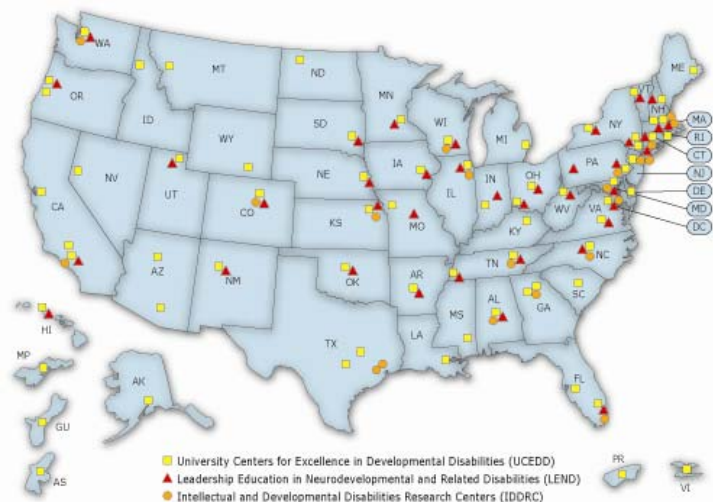 WA
MT
ND
MN
ME
VT
NH
OR
ID
SD
WI
MI
NY
MA
RI
CT
WY
IA
PA
NJ
NE
NV
UT
IL
IN
OH
DE
MD
DC
CA
CO
KS
MO
WV
VA
KY
AZ
NM
OK
AR
TN
NC
SC
MS
AL
GA
TX
LA
HI
MP
AK
FL
GU
AS
PR
VI
University Centers for Excellence in Developmental Disabilities (UCEDD)
Leadership Education in Neurodevelopmental and Related Disabilities (LEND)
Intellectual and Developmental Disabilities Research Centers (IDDRC)